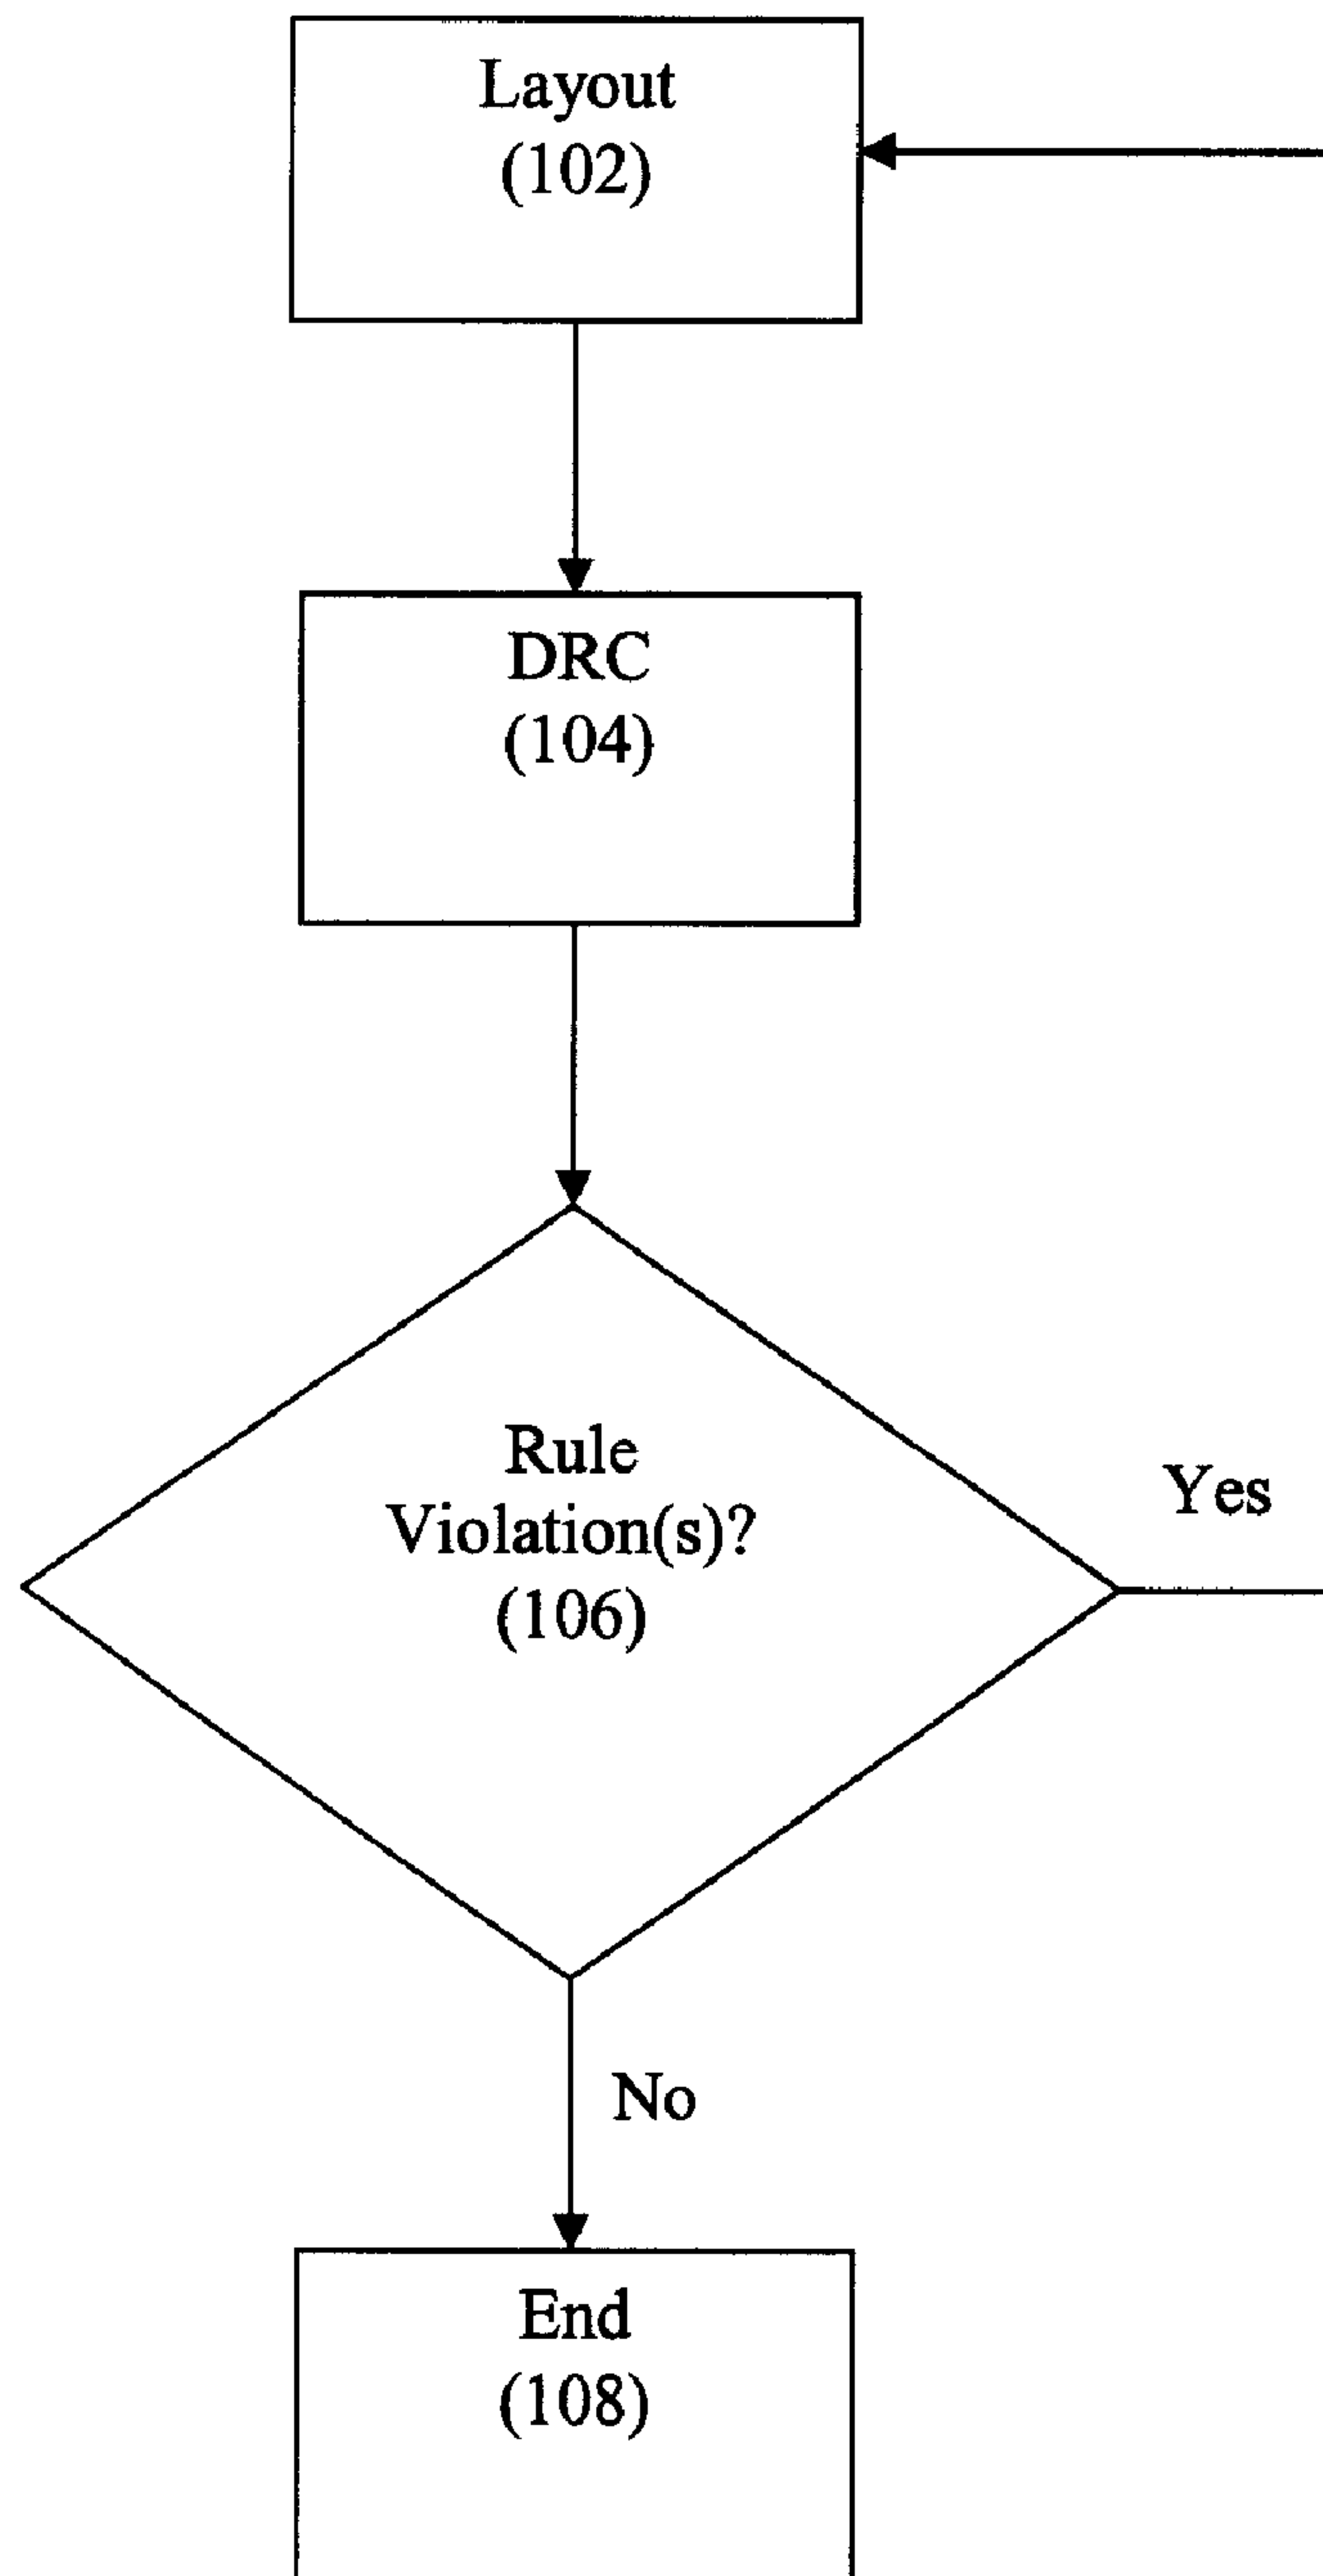 Layout
(102)
DRC
(104)
Rule
Violation(s)?
(106)
Yes
No
End
(108)